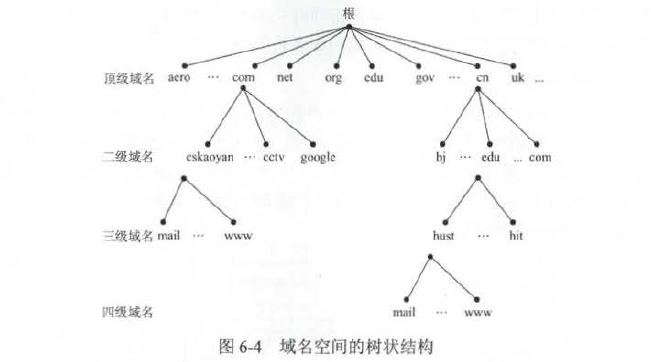 根
顶级域名 aero … com net org edu gov … cn uk ...
二级域名 cskaoyan … cctv google bj … edu ... com
三级域名 mail … www hust … hit
四级域名 mail … www
图 6-4 域名空间的树状结构